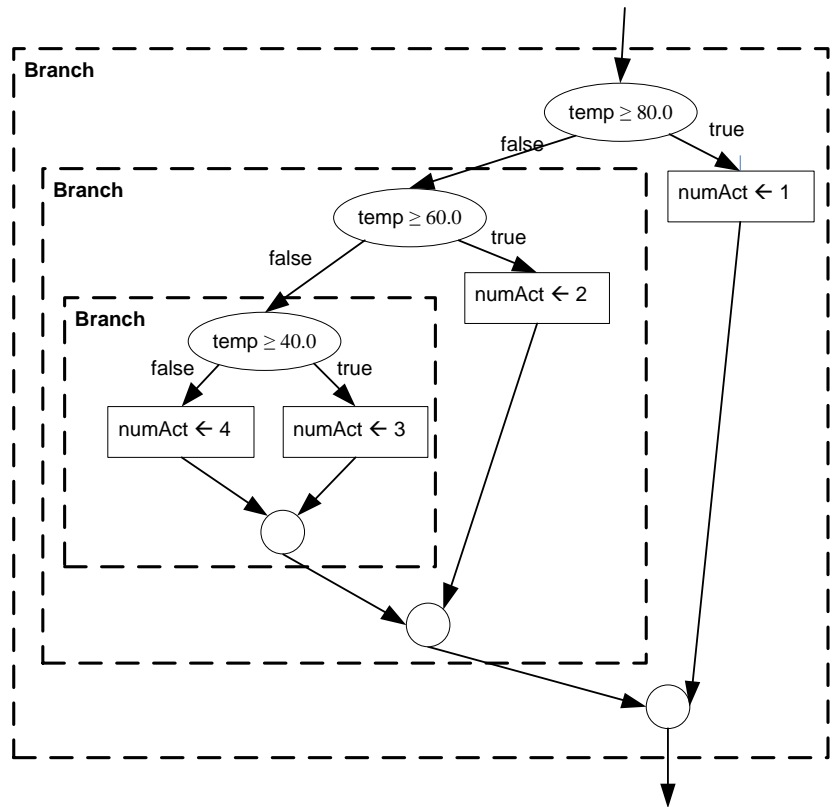 Branch
temp ≥ 80.0
false
true
Branch
numAct ← 1
temp ≥ 60.0
true
false
numAct ← 2
Branch
temp ≥ 40.0
false
true
numAct ← 4
numAct ← 3